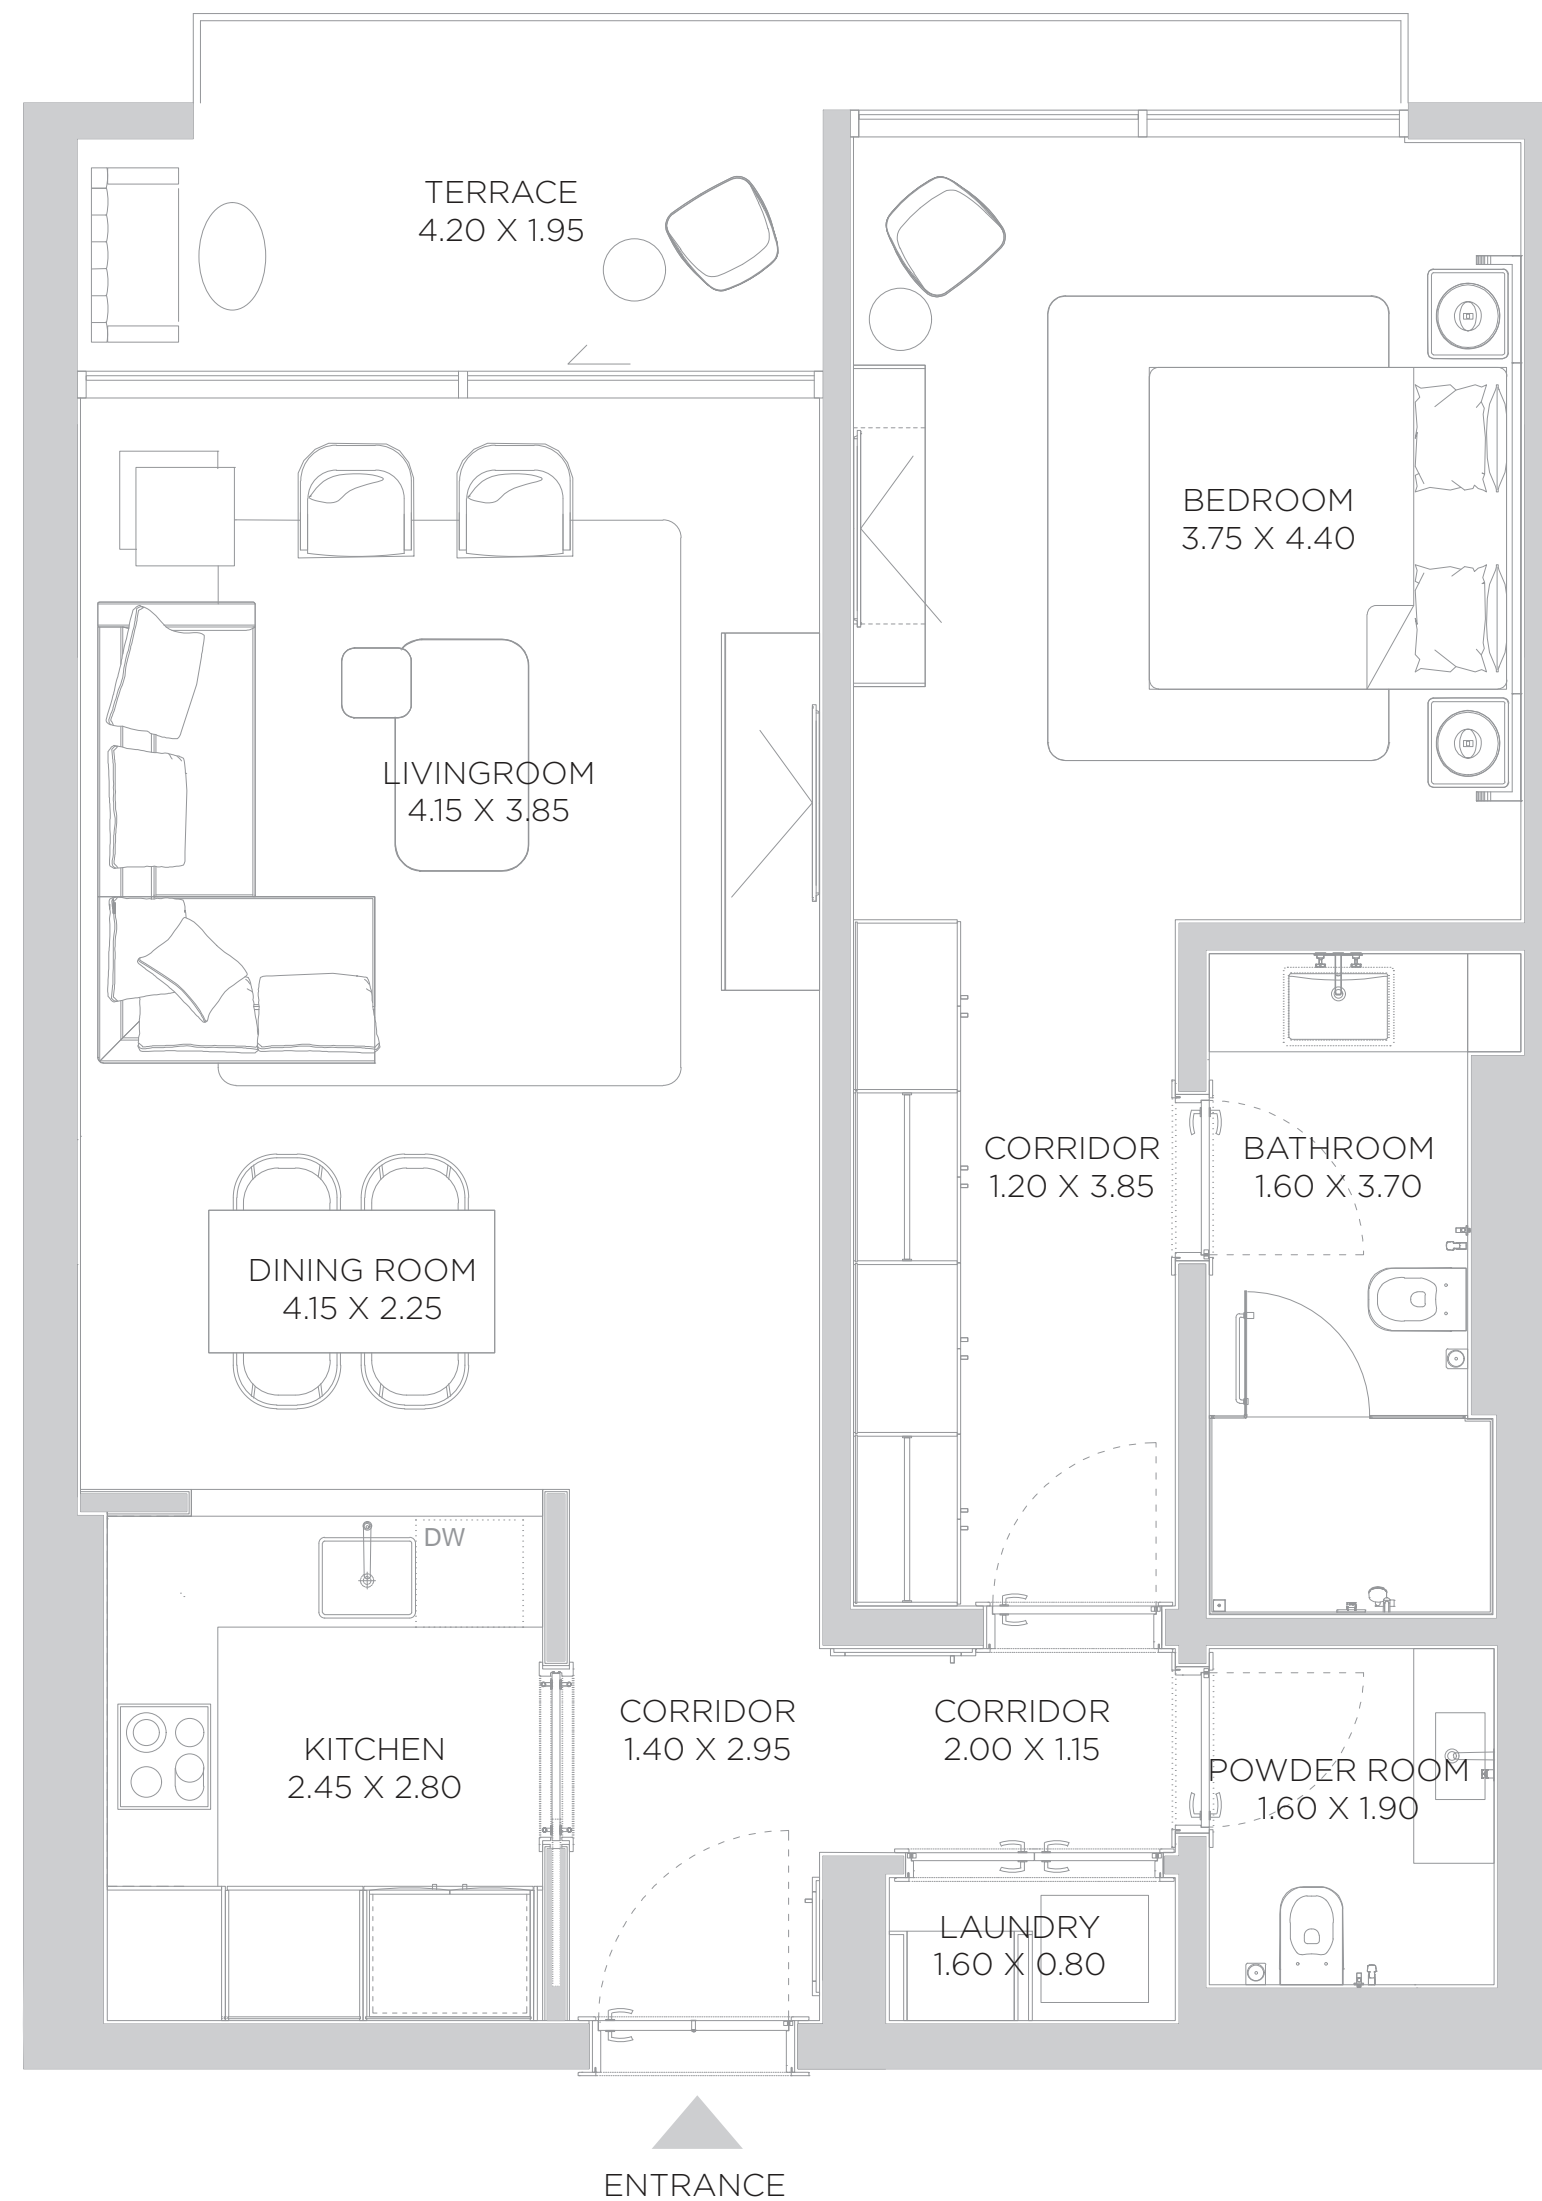 TERRACE
4.20 X 1.95
BEDROOM
3.75 X 4.40
LIVINGROOM
4.15 X 3.85
CORRIDOR
1.20 X 3.85
BATHROOM
1.60 X 3.70
DINING ROOM
4.15 X 2.25
DW
KITCHEN
2.45 X 2.80
CORRIDOR
1.40 X 2.95
CORRIDOR
2.00 X 1.15
POWDER ROOM
1.60 X 1.90
LAUNDRY
1.60 X 0.80
ENTRANCE